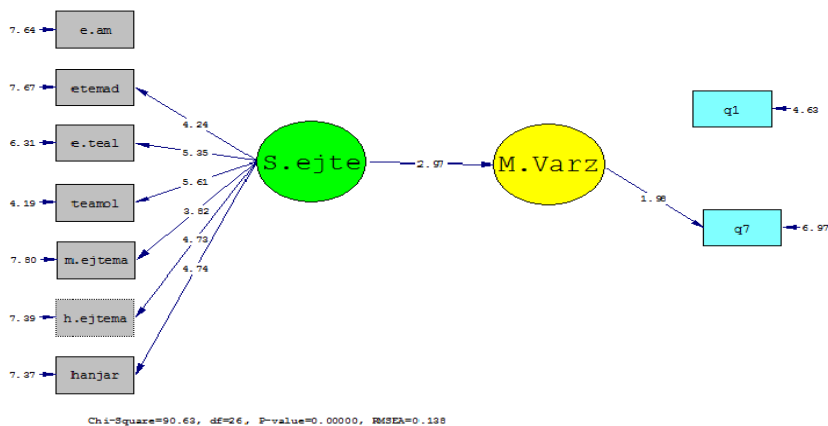 7.64 e.am
7.67 etemad
6.31 e.teal
4.19 teamol
7.80 m.ejtema
7.39 h.ejtema
7.37 hanjar
4.24
5.35
5.61
3.82
4.73
4.74
S.ejte
2.97
M.Varz
1.98
q1 4.63
q7 6.97
Chi-Square=90.63, df=26, P-value=0.00000, RMSEA=0.138